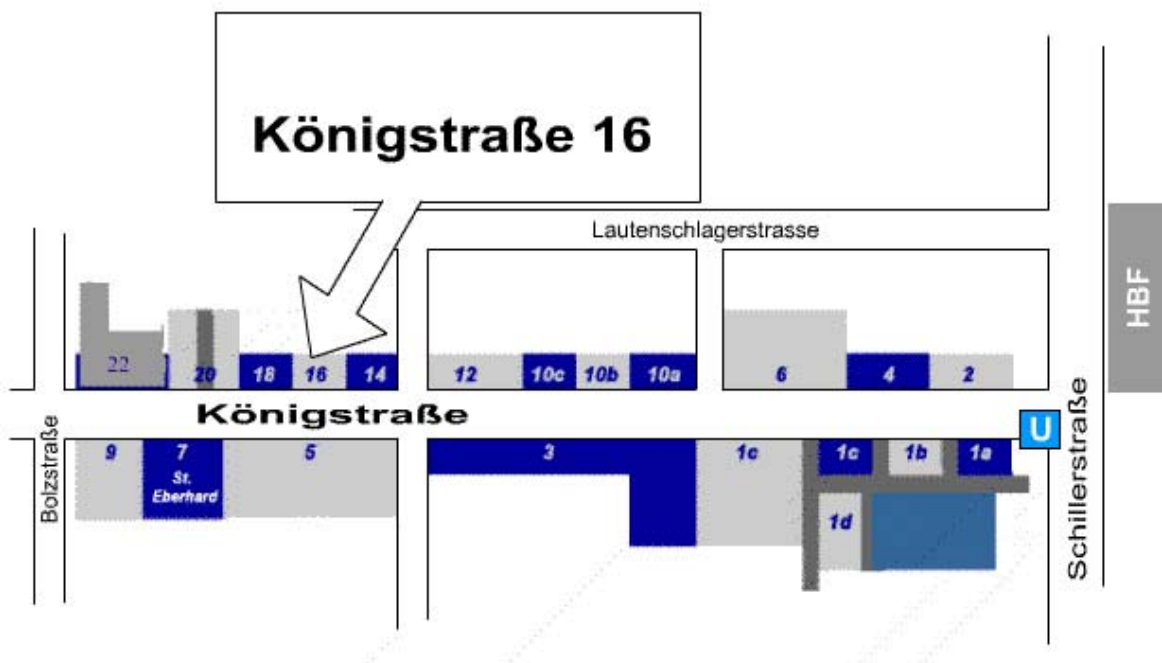 Königstraße 16
Lautenschlagerstrasse
HBF
22
20
18
16
14
12
10c
10b
10a
6
4
2
Königstraße
U
Schillerstraße
Bolzstraße
9
7
St.
Eberhard
5
3
1e
1c
1b
1a
1d